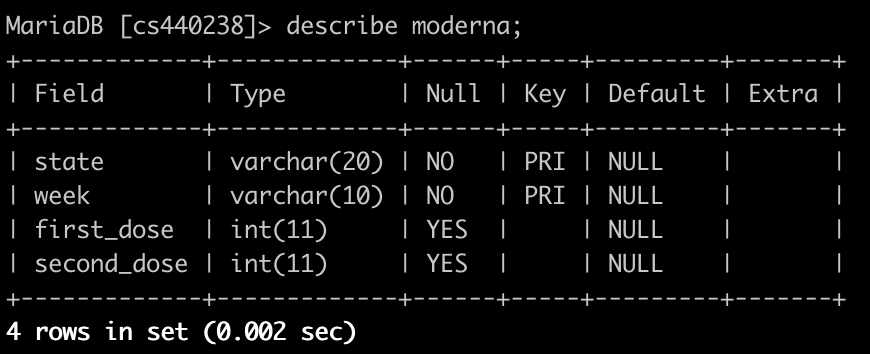 MariaDB [cs440238]> describe moderna;
+-------------+-------------+------+-----+---------+-------+
| Field       | Type        | Null | Key | Default | Extra |
+-------------+-------------+------+-----+---------+-------+
| state       | varchar(20) | NO   | PRI | NULL    |       |
| week        | varchar(10) | NO   | PRI | NULL    |       |
| first_dose  | int(11)     | YES  |     | NULL    |       |
| second_dose | int(11)     | YES  |     | NULL    |       |
+-------------+-------------+------+-----+---------+-------+
4 rows in set (0.002 sec)